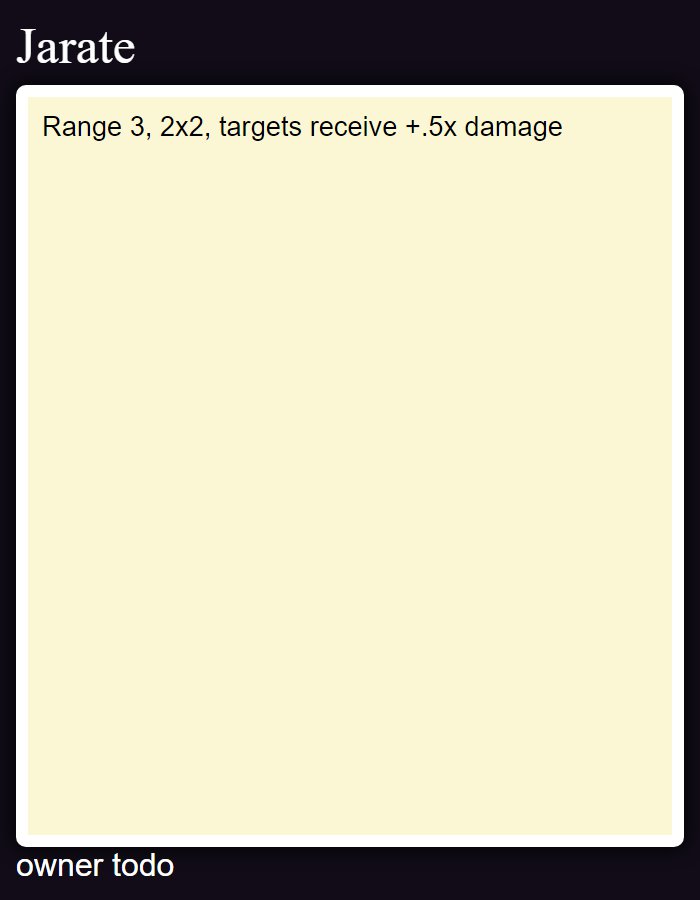 Jarate
Range 3, 2x2, targets receive +.5x damage
owner todo